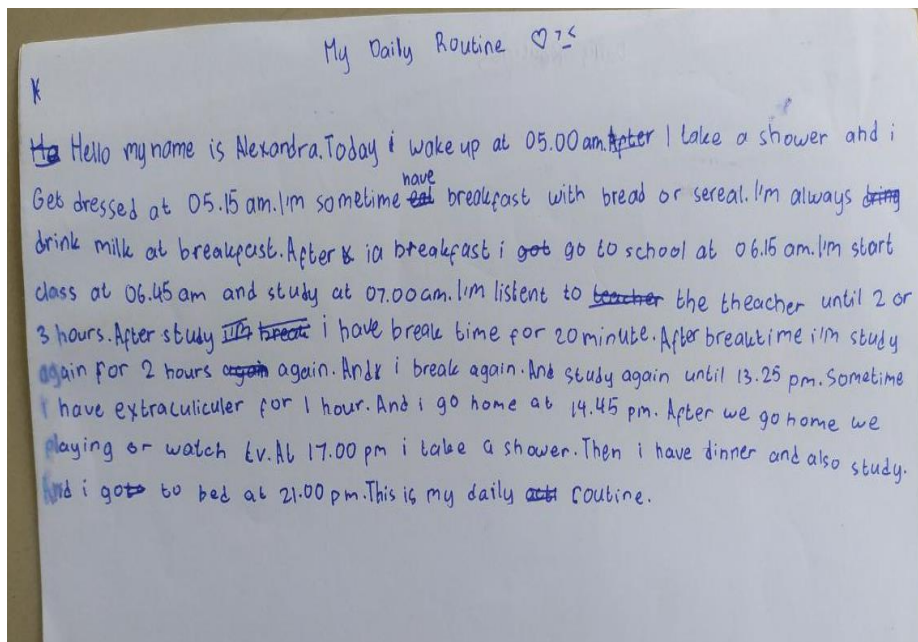 My Daily Routine ♡ >_<
Hello my name is Alexandra. Today i wake up at 05.00 am. I take a shower and i
Get dressed at 05.15 am. I'm sometime have breakfast with bread or sereal. I'm always
drink milk at breakfast. After breakfast i go to school at 06.15 am. I'm start
class at 06.45 am and study at 07.00 am. I'm listent to the theacher until 2 or
3 hours. After study i have break time for 20 minute. After breaktime i'm study
again for 2 hours again. And i break again. And study again until 13.25 pm. Sometime
i have extraculiculer for 1 hour. And i go home at 14.45 pm. After we go home we
playing or watch tv. At 17.00 pm i take a shower. Then i have dinner and also study.
And i go to bed at 21.00 pm. This is my daily routine.